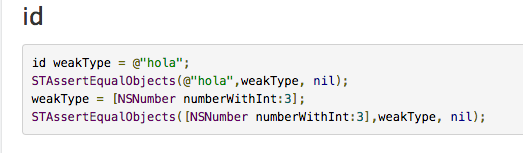 id
id weakType = @"hola";
STAssertEqualObjects(@"hola",weakType, nil);
weakType = [NSNumber numberWithInt:3];
STAssertEqualObjects([NSNumber numberWithInt:3],weakType, nil);